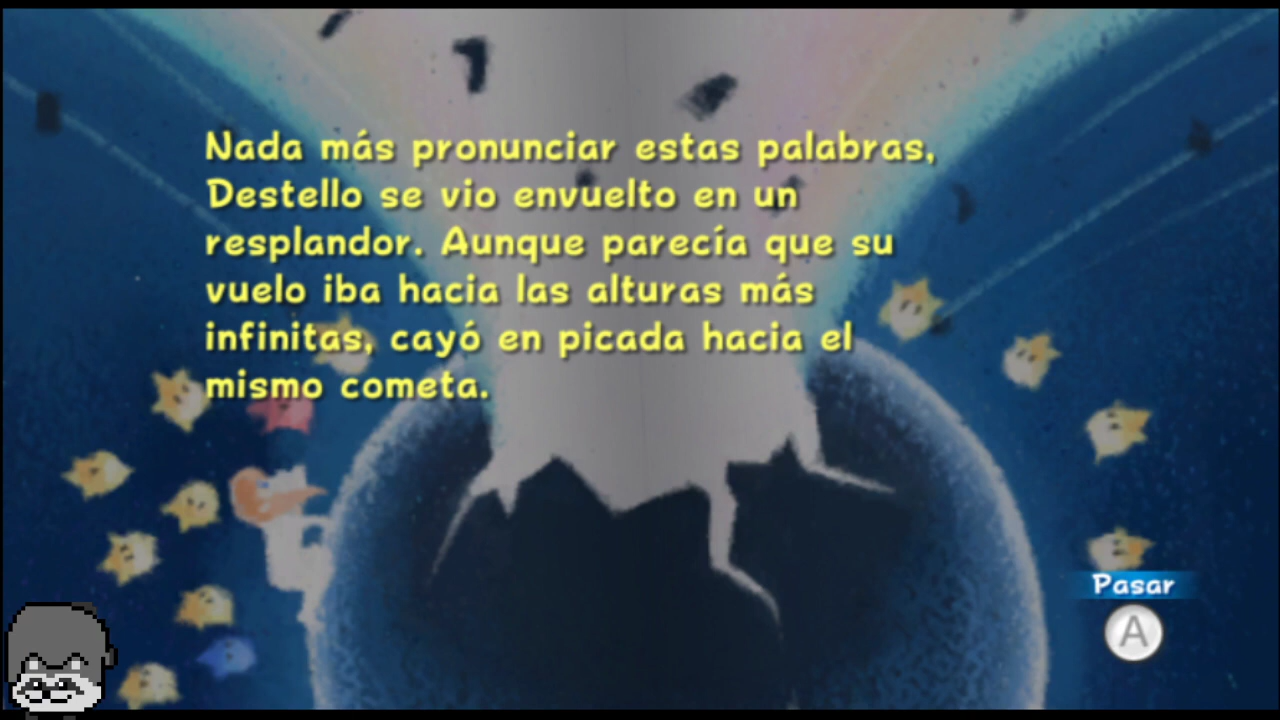 Nada más pronunciar estas palabras,
Destello se vio envuelto en un
resplandor. Aunque parecía que su
vuelo iba hacia las alturas más
infinitas, cayó en picada hacia el
mismo cometa.
Pasar
A